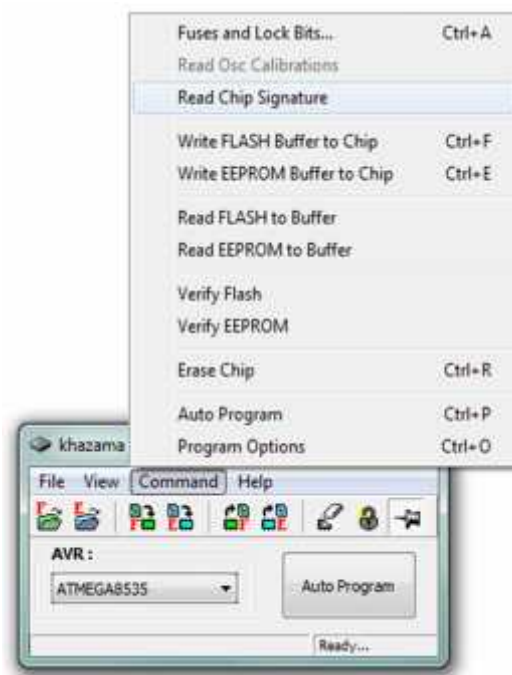 Fuses and Lock Bits... Ctrl+A
Read Osc Calibrations
Read Chip Signature
Write FLASH Buffer to Chip Ctrl+F
Write EEPROM Buffer to Chip Ctrl+E
Read FLASH to Buffer
Read EEPROM to Buffer
Verify Flash
Verify EEPROM
Erase Chip Ctrl+R
Auto Program Ctrl+P
Program Options Ctrl+O
khazama
File View Command Help
AVR :
ATMEGA8535
Auto Program
Ready...